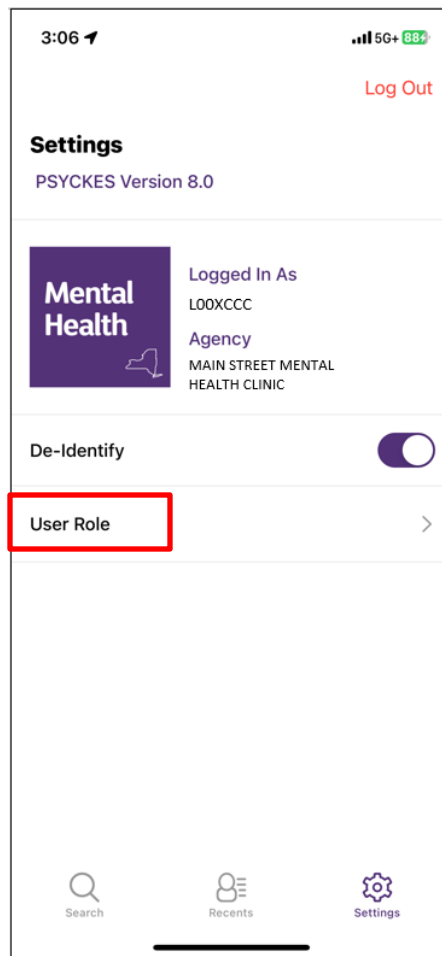 3:06
5G+ 88
Log Out
Settings
PSYCKES Version 8.0
Mental
Health
Logged In As
L00XCCC
Agency
MAIN STREET MENTAL
HEALTH CLINIC
De-Identify
User Role
Search
Recents
Settings